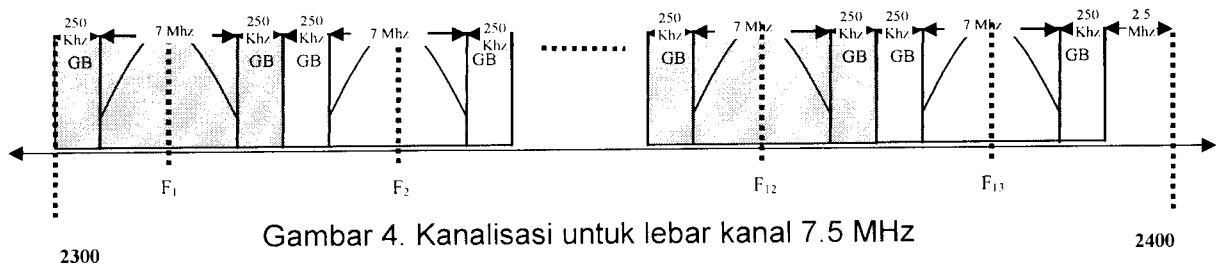 250 250 250 250 250 250 250 250 2.5
Khz 7 Mhz Khz Khz 7 Mhz Khz Khz 7 Mhz Khz Khz 7 Mhz Khz Mhz
GB GB GB GB GB GB GB GB
F1 F2 F12 F13
Gambar 4. Kanalisasi untuk lebar kanal 7.5 MHz
2300 2400